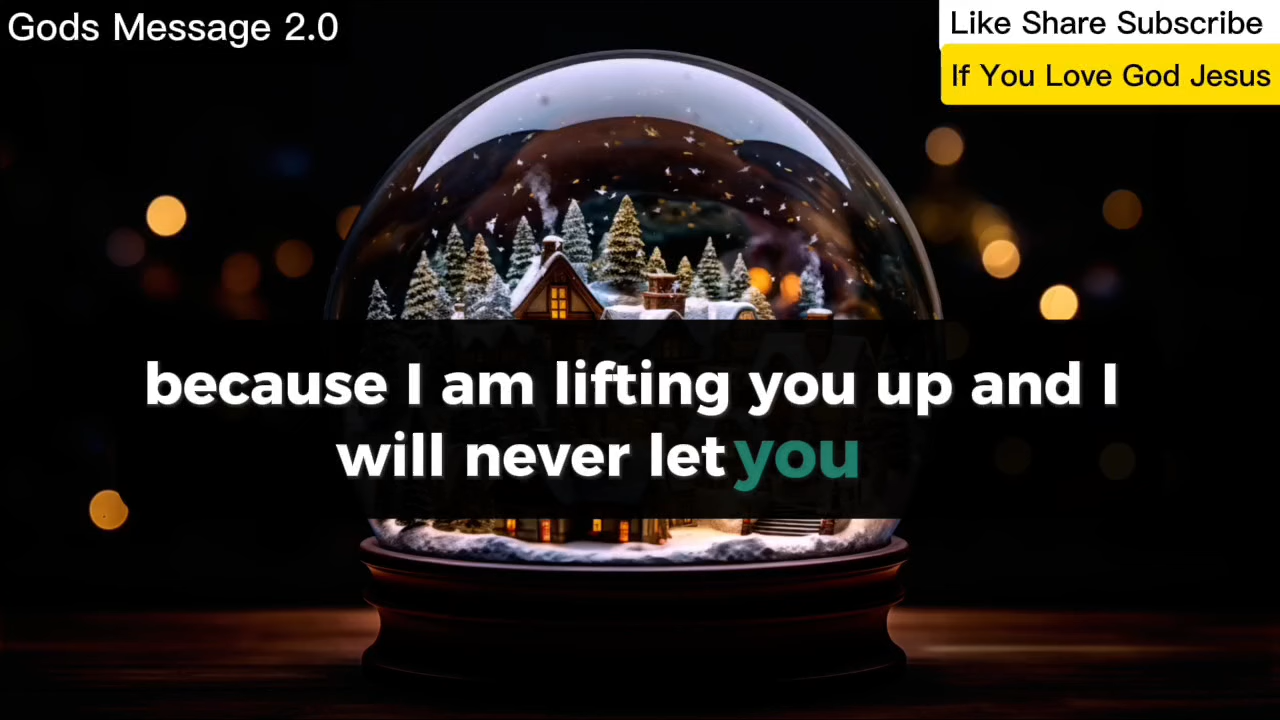 Gods Message 2.0
Like Share Subscribe
If You Love God Jesus
because I am lifting you up and I
will never let you